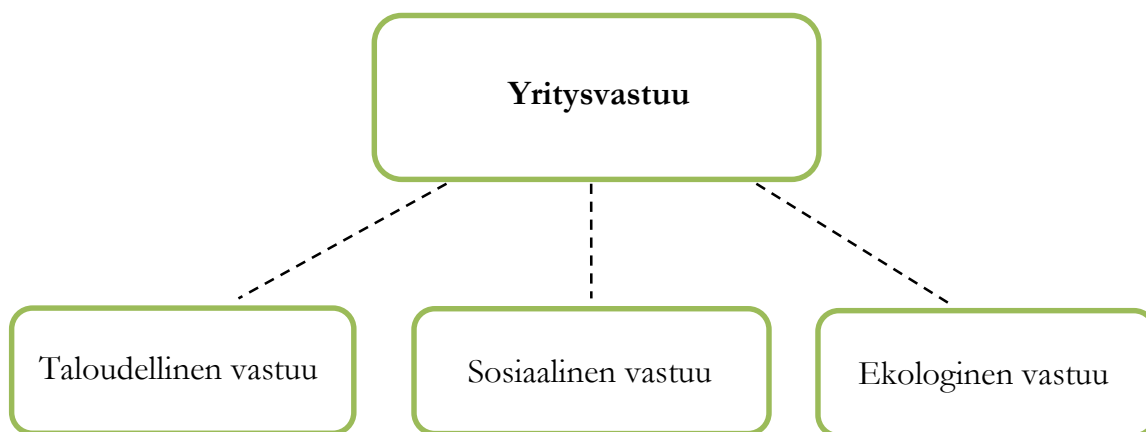 Yritysvastuu
Taloudellinen vastuu
Sosiaalinen vastuu
Ekologinen vastuu